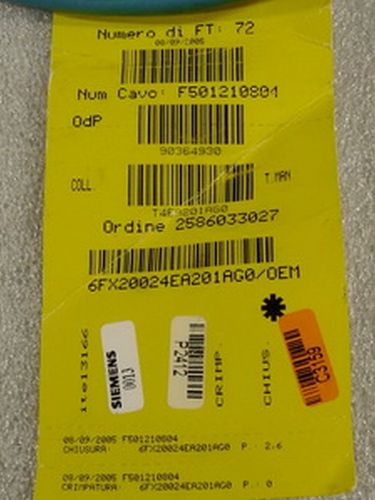 Numero di FT: 72
08/09/2005
Num Cavo: F501210804
OdP
90364930
COLL. T.MAN
Ordine 2586033027
6FX20024EA201AG0/OEM
ite13166
SIEMENS
0013
P2412
CRIMP.
CHIUS.
C3759
08/09/2005 F501210804
CHIUSURA: 6FX20024EA201AG0 P.: 2.6
08/09/2005 F501210804
CRIMPATURA: 6FX20024EA201AG0 P.: 0